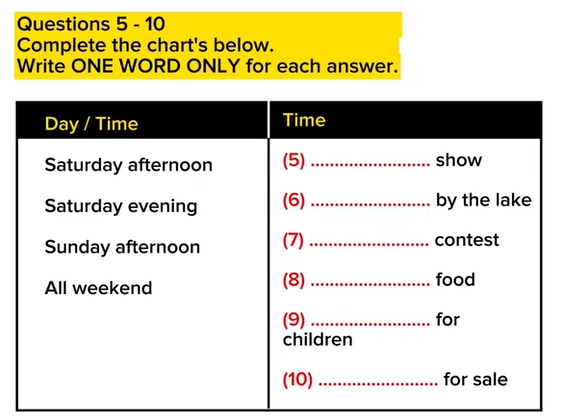 Questions 5 - 10
Complete the chart's below.
Write ONE WORD ONLY for each answer.
Day / Time
Time
Saturday afternoon
Saturday evening
Sunday afternoon
All weekend
(5) ......................... show
(6) ......................... by the lake
(7) ......................... contest
(8) ......................... food
(9) ......................... for
children
(10) ......................... for sale